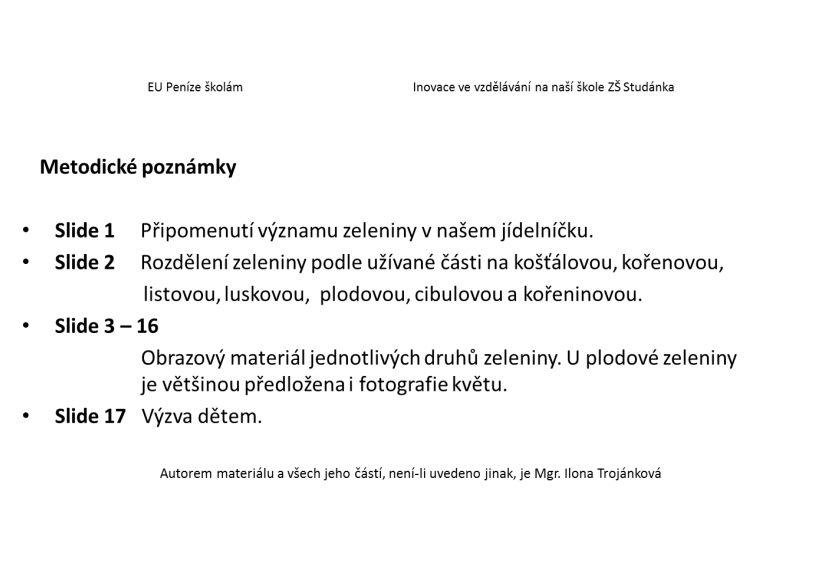 EU Peníze školám Inovace ve vzdělávání na naší škole ZŠ Studánka
Metodické poznámky
• Slide 1 Připomenutí významu zeleniny v našem jídelníčku.
• Slide 2 Rozdělení zeleniny podle užívané části na košťálovou, kořenovou,
listovou, luskovou, plodovou, cibulovou a kořeninovou.
• Slide 3 – 16
Obrazový materiál jednotlivých druhů zeleniny. U plodové zeleniny
je většinou předložena i fotografie květu.
• Slide 17 Výzva dětem.
Autorem materiálu a všech jeho částí, není-li uvedeno jinak, je Mgr. Ilona Trojánková